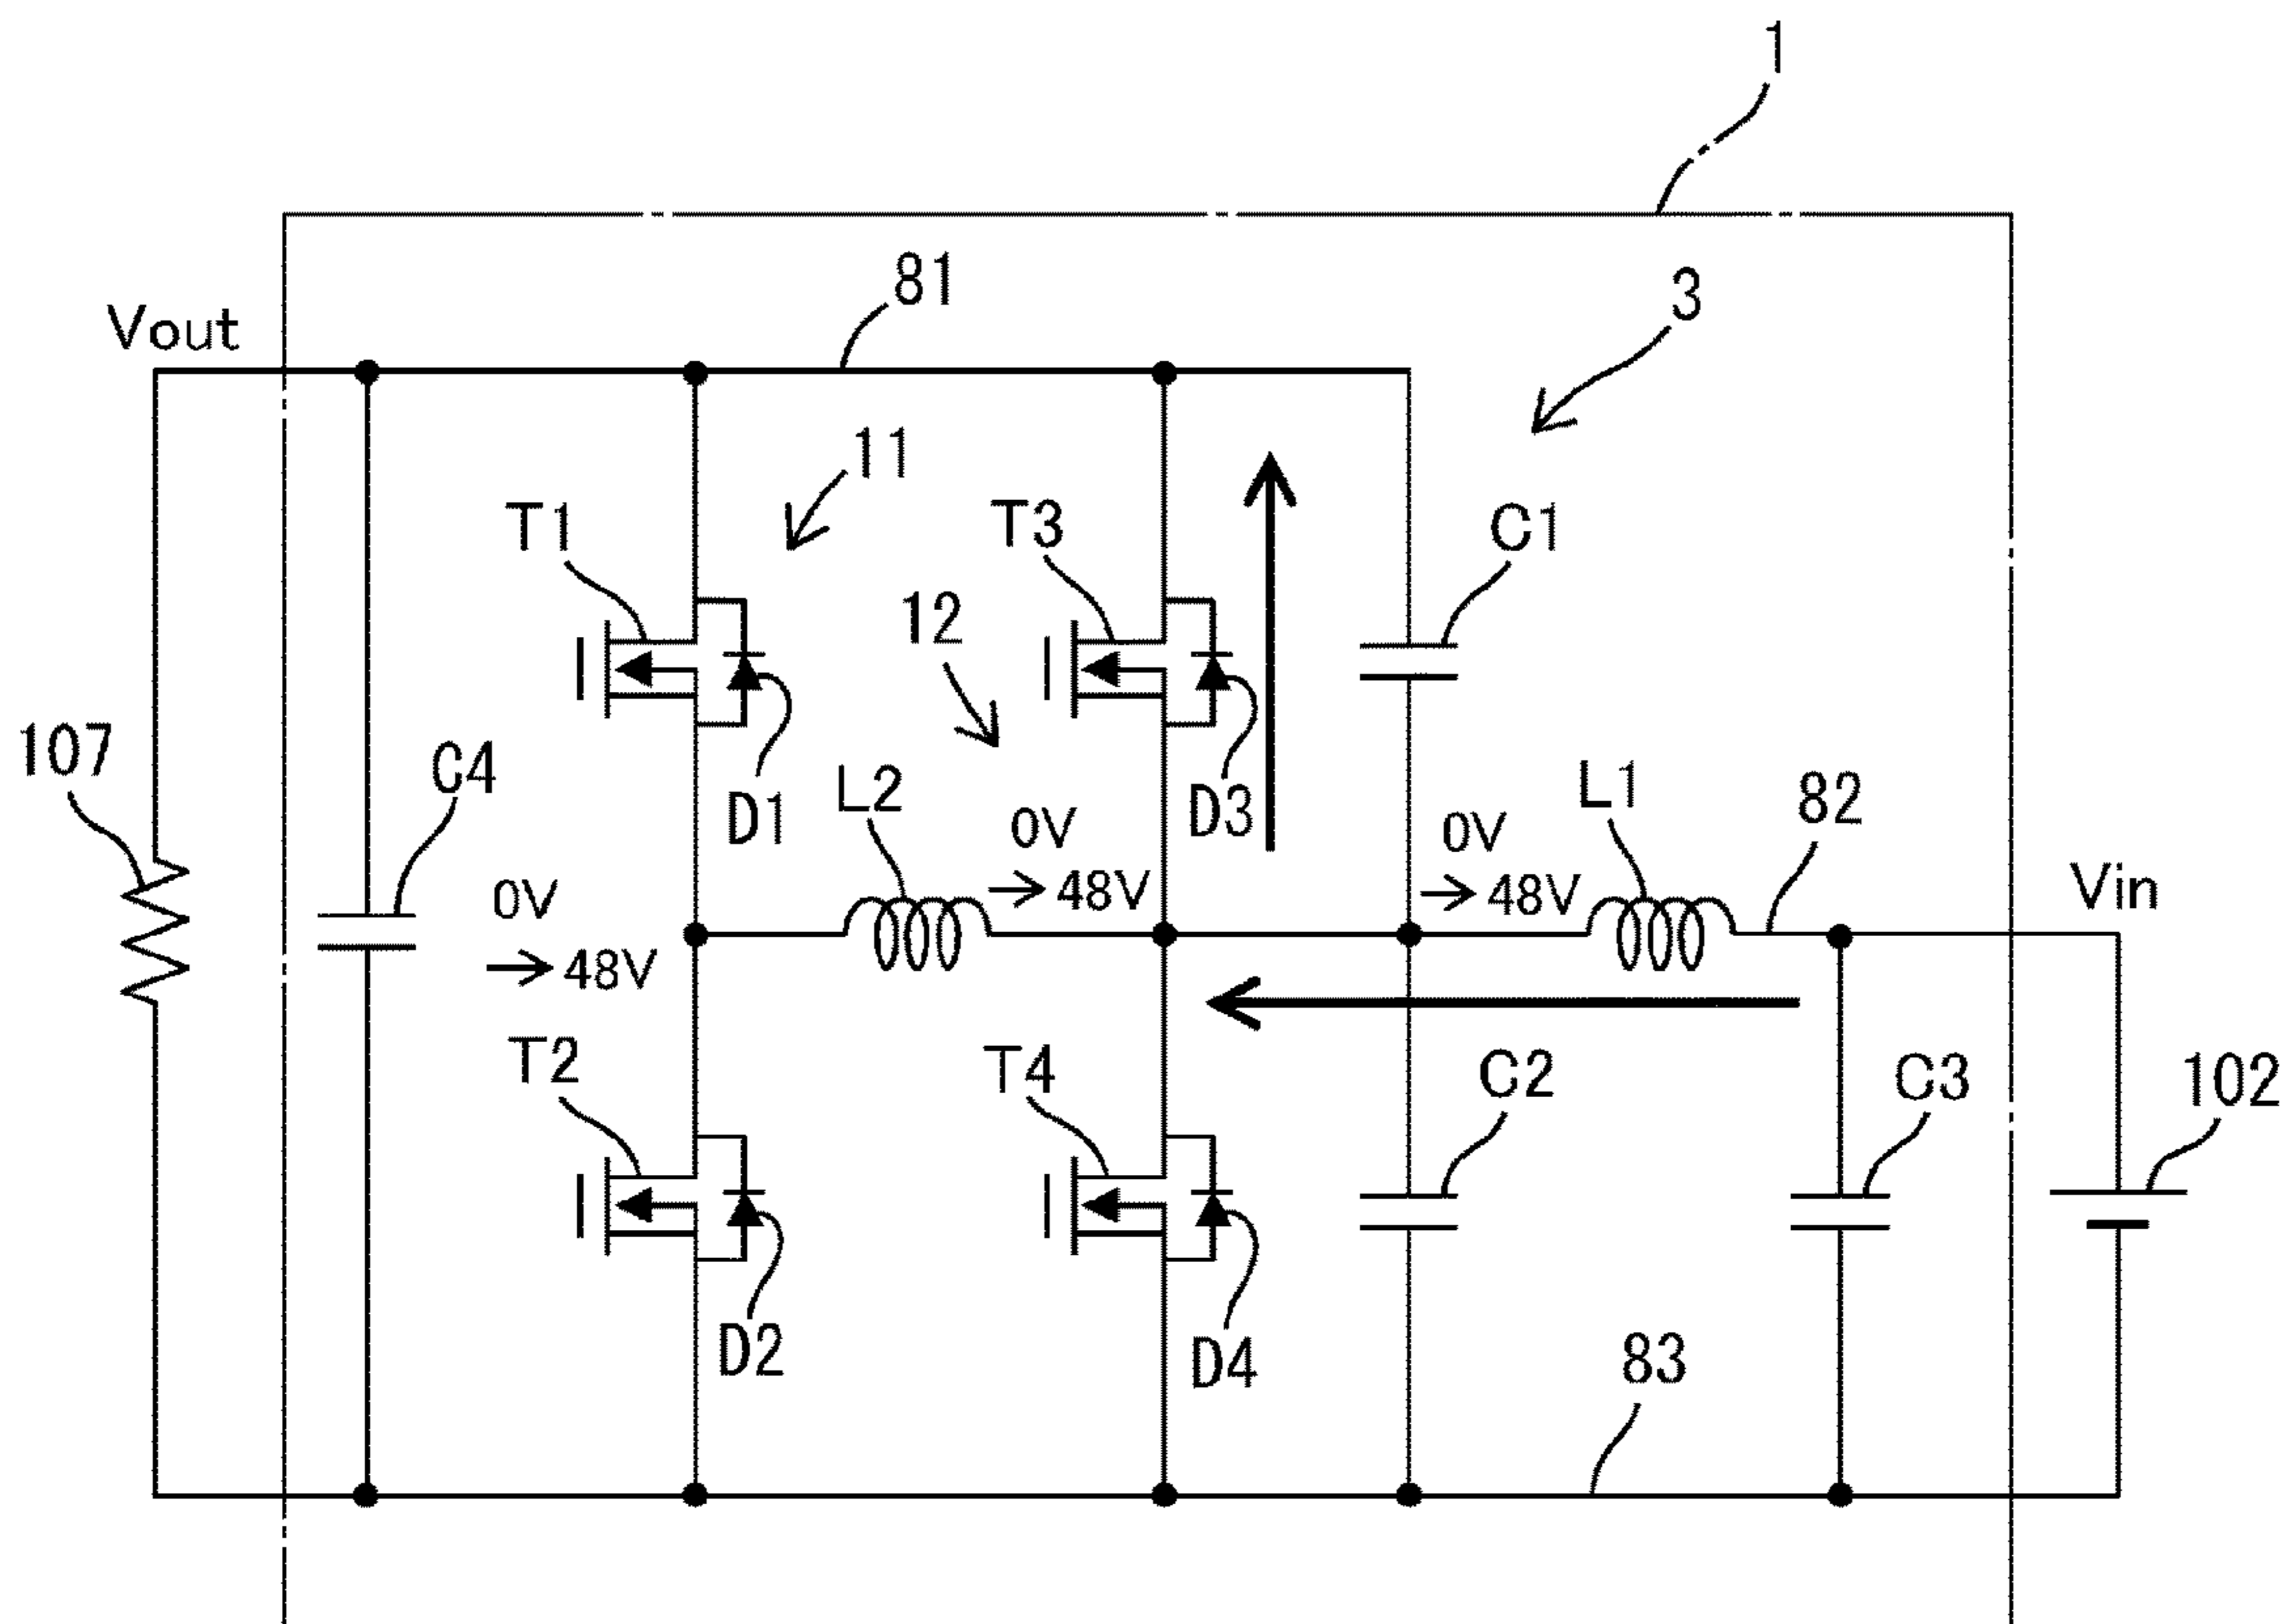 1
81
3
Vout
11
T1
T3
C1
12
107
C4
D1
L2
0V
→48V
D3
0V
→48V
L1
82
Vin
0V
→48V
T2
T4
C2
C3
102
D2
D4
83